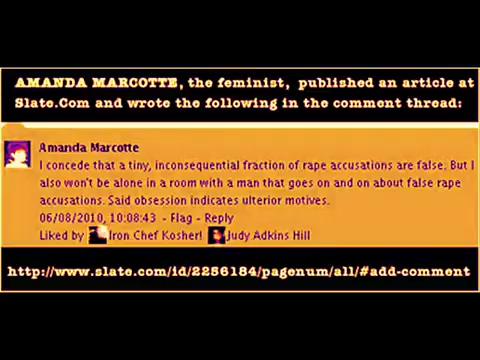 AMANDA MARCOTTE, the feminist, published an article at
Slate.Com and wrote the following in the comment thread:
Amanda Marcotte
I concede that a tiny, inconsequential fraction of rape accusations are false. But I
also won't be alone in a room with a man that goes on and on about false rape
accusations. Said obsession indicates ulterior motives.
06/08/2010, 10:08:43 - Flag - Reply
Liked by Iron Chef Kosher! Judy Adkins Hill
http://www.slate.com/id/2256184/pagenum/all/#add-comment